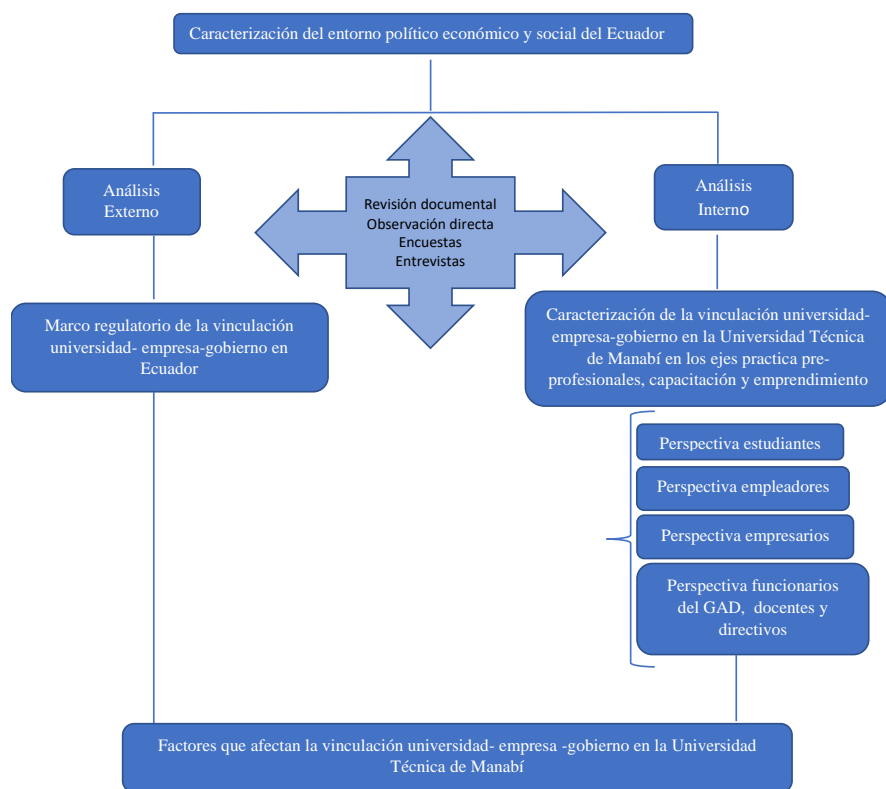 Caracterización del entorno político económico y social del Ecuador
Análisis
Externo
Revisión documental
Observación directa
Encuestas
Entrevistas
Análisis
Interno
Marco regulatorio de la vinculación
universidad- empresa-gobierno en
Ecuador
Caracterización de la vinculación universidad-
empresa-gobierno en la Universidad Técnica
de Manabí en los ejes practica pre-
profesionales, capacitación y emprendimiento
Perspectiva estudiantes
Perspectiva empleadores
Perspectiva empresarios
Perspectiva funcionarios
del GAD, docentes y
directivos
Factores que afectan la vinculación universidad- empresa -gobierno en la Universidad
Técnica de Manabí